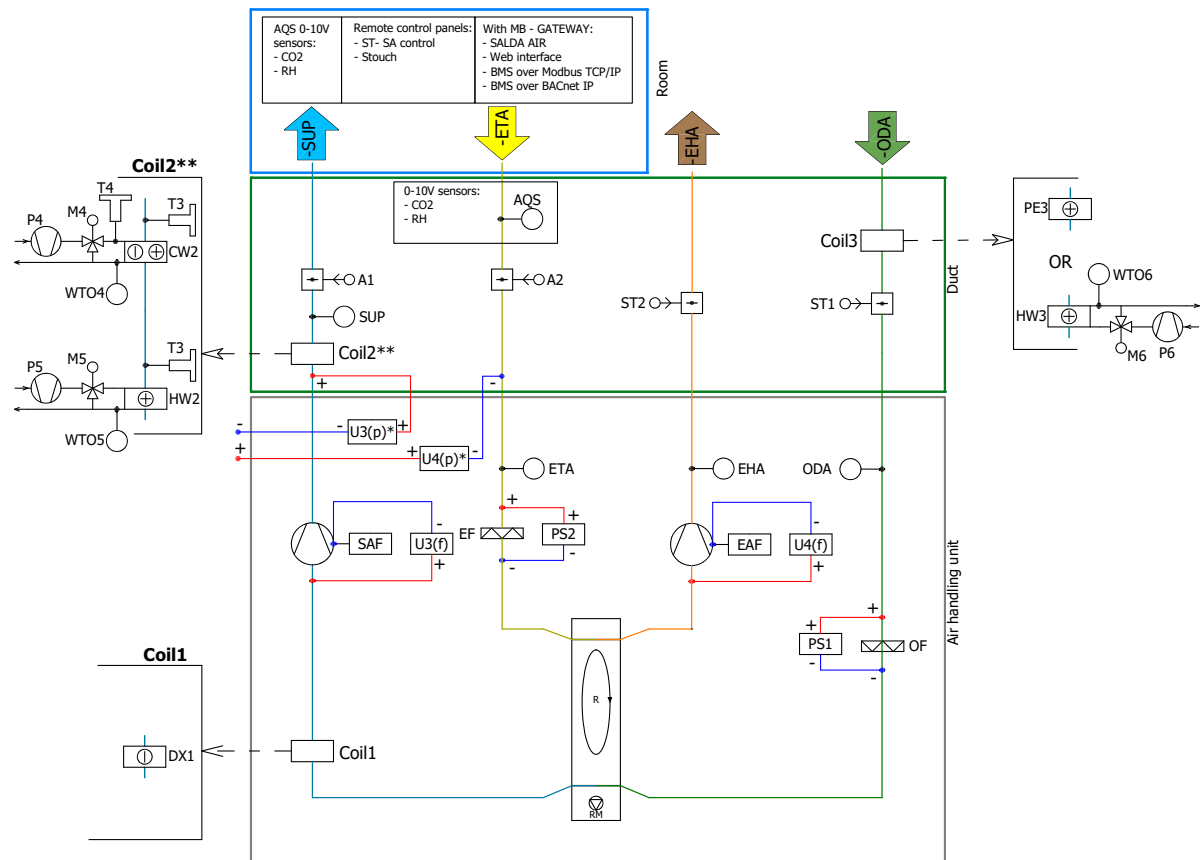 AQS 0-10V
sensors:
- CO2
- RH
Remote control panels:
- ST- SA control
- Stouch
With MB - GATEWAY:
- SALDA AIR
- Web interface
- BMS over Modbus TCP/IP
- BMS over BACnet IP
Room
-SUP
-ETA
-EHA
-ODA
Coil2**
T4
M4
P4
T3
CW2
WTO4
T3
M5
P5
HW2
WTO5
0-10V sensors:
- CO2
- RH
AQS
A1
A2
SUP
Coil2**
ST2
ST1
Coil3
Duct
PE3
OR
WTO6
HW3
M6
P6
+
-
- U3(p)* +
+
+ U4(p)* -
-
ETA
EHA
ODA
SAF
-
U3(f)
+
EF
+
+
PS2
-
-
EAF
-
U4(f)
+
+
+
PS1
-
-
OF
Air handling unit
R
RM
Coil1
DX1
Coil1